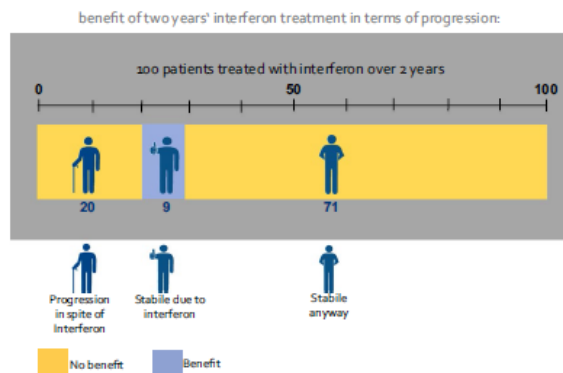 benefit of two years' interferon treatment in terms of progression:
100 patients treated with interferon over 2 years
0 50 100
20 9 71
Progression
in spite of
Interferon
Stabile due to
interferon
Stabile
anyway
No benefit
Benefit